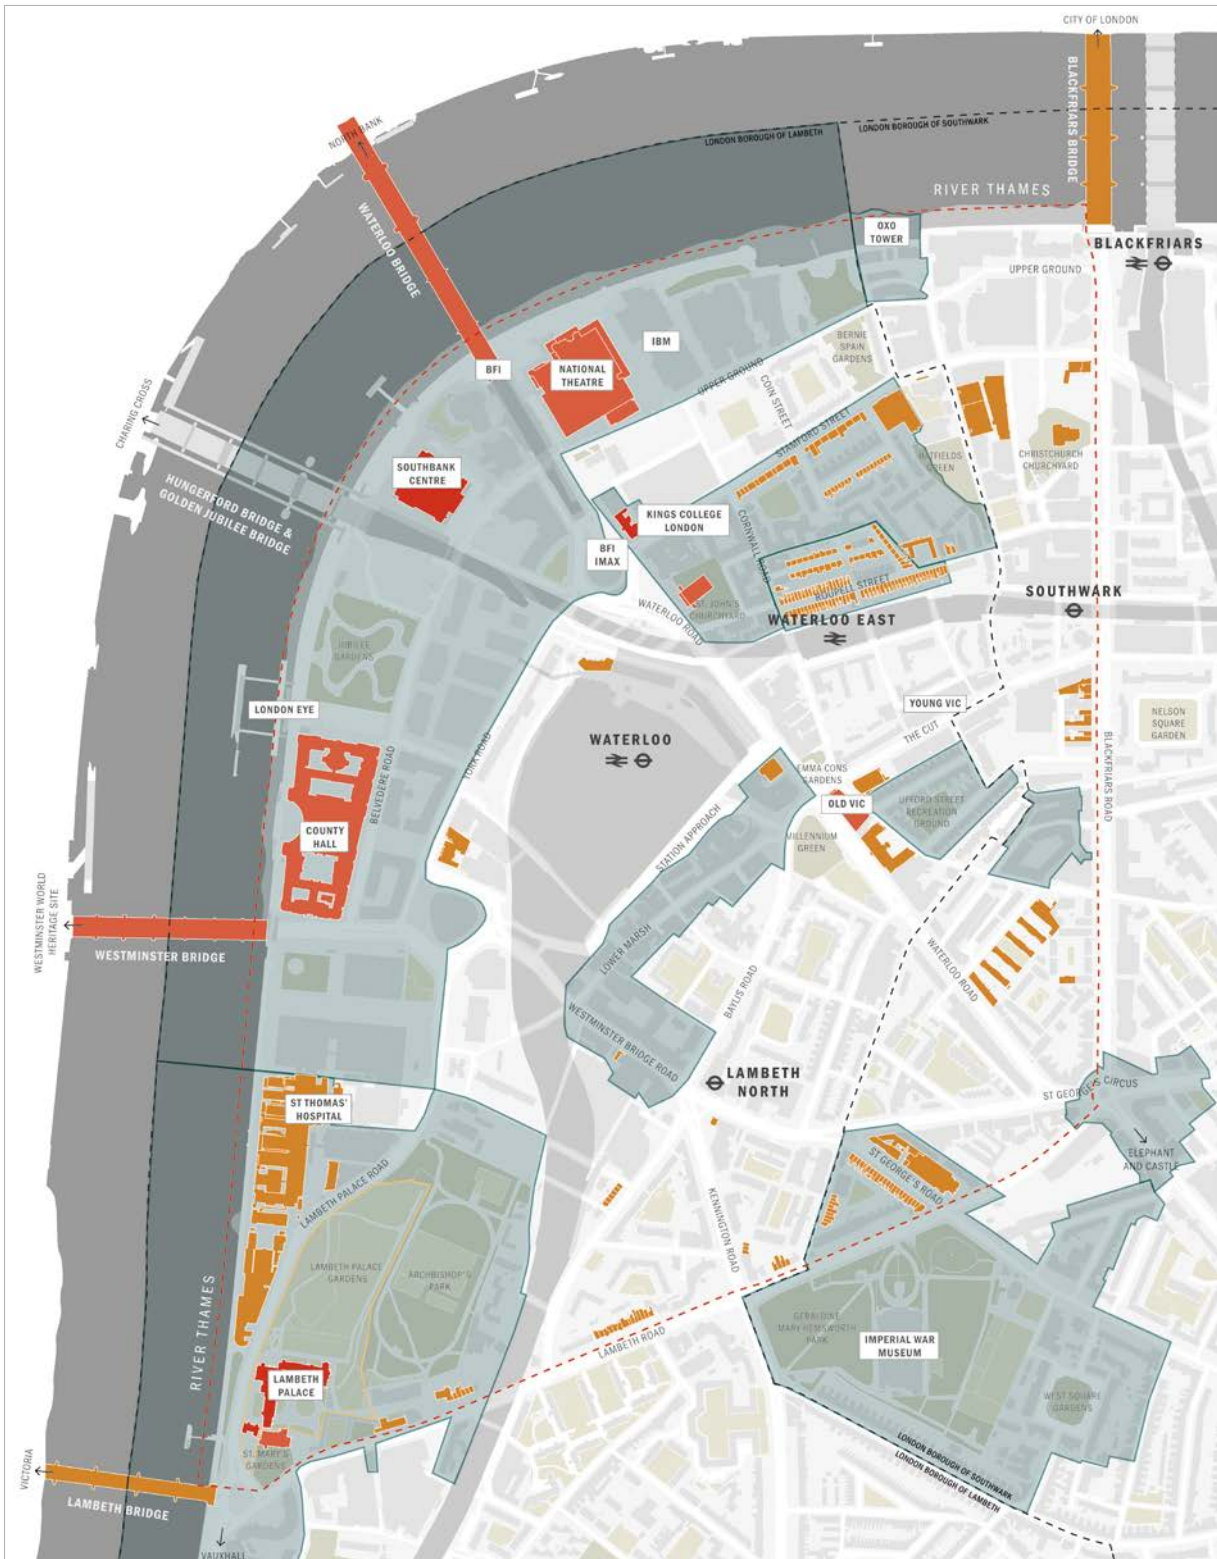 CITY OF LONDON
BLACKFRIARS BRIDGE
NORTH BANK
LONDON BOROUGH OF LAMBETH
LONDON BOROUGH OF SOUTHWARK
RIVER THAMES
WATERLOO BRIDGE
OXO
TOWER
BLACKFRIARS
UPPER GROUND
BERNIE
SPAIN
GARDENS
IBM
BFI
NATIONAL
THEATRE
UPPER GROUND
COIN STREET
CHARING CROSS
STAMFORD STREET
HATFIELDS
GREEN
CHRISTCHURCH
CHURCHYARD
SOUTHBANK
CENTRE
HUNGERFORD BRIDGE &
GOLDEN JUBILEE BRIDGE
KINGS COLLEGE
LONDON
CORNWALL ROAD
BFI
IMAX
ROUPELL STREET
SOUTHWARK
ST. JOHN'S
CHURCHYARD
WATERLOO ROAD
WATERLOO EAST
JUBILEE
GARDENS
LONDON EYE
YOUNG VIC
NELSON
SQUARE
GARDEN
WATERLOO
THE CUT
YORK ROAD
BELVEDERE ROAD
BLACKFRIARS ROAD
EMMA CONS
GARDENS
OLD VIC
UFFORD STREET
RECREATION
GROUND
COUNTY
HALL
STATION APPROACH
MILLENNIUM
GREEN
WESTMINSTER WORLD
HERITAGE SITE
WESTMINSTER BRIDGE
LOWER MARSH
WATERLOO ROAD
BAYLIS ROAD
WESTMINSTER BRIDGE ROAD
LAMBETH
NORTH
ST GEORGE'S CIRCUS
ST THOMAS'
HOSPITAL
ELEPHANT
AND CASTLE
LAMBETH PALACE ROAD
ST GEORGE'S ROAD
KENNINGTON ROAD
LAMBETH PALACE
GARDENS
ARCHBISHOP'S
PARK
RIVER THAMES
GERALDINE
MARY HEMSWORTH
PARK
IMPERIAL WAR
MUSEUM
LAMBETH ROAD
LAMBETH
PALACE
WEST SQUARE
GARDENS
ST. MARY'S
GARDENS
LONDON BOROUGH OF SOUTHWARK
LONDON BOROUGH OF LAMBETH
VICTORIA
LAMBETH BRIDGE
VAUXHALL